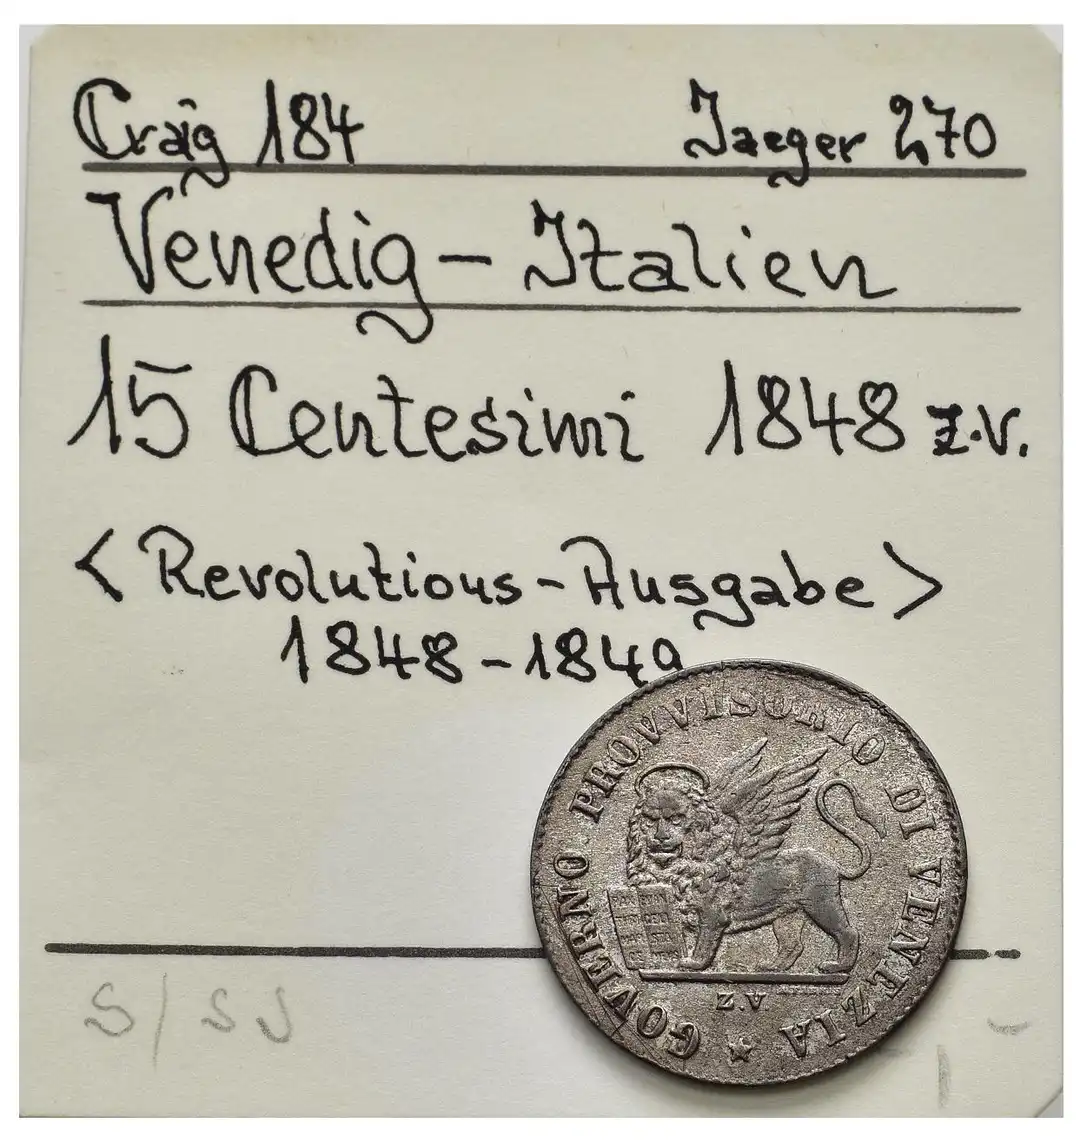 Craig 184 Jaeger 270
Venedig - Italien
15 Centesimi 1848 z.V.
<Revolutions-Ausgabe>
1848-1849
S/SS
GOVERNO PROVVISORIO DI VENEZIA
Z.V